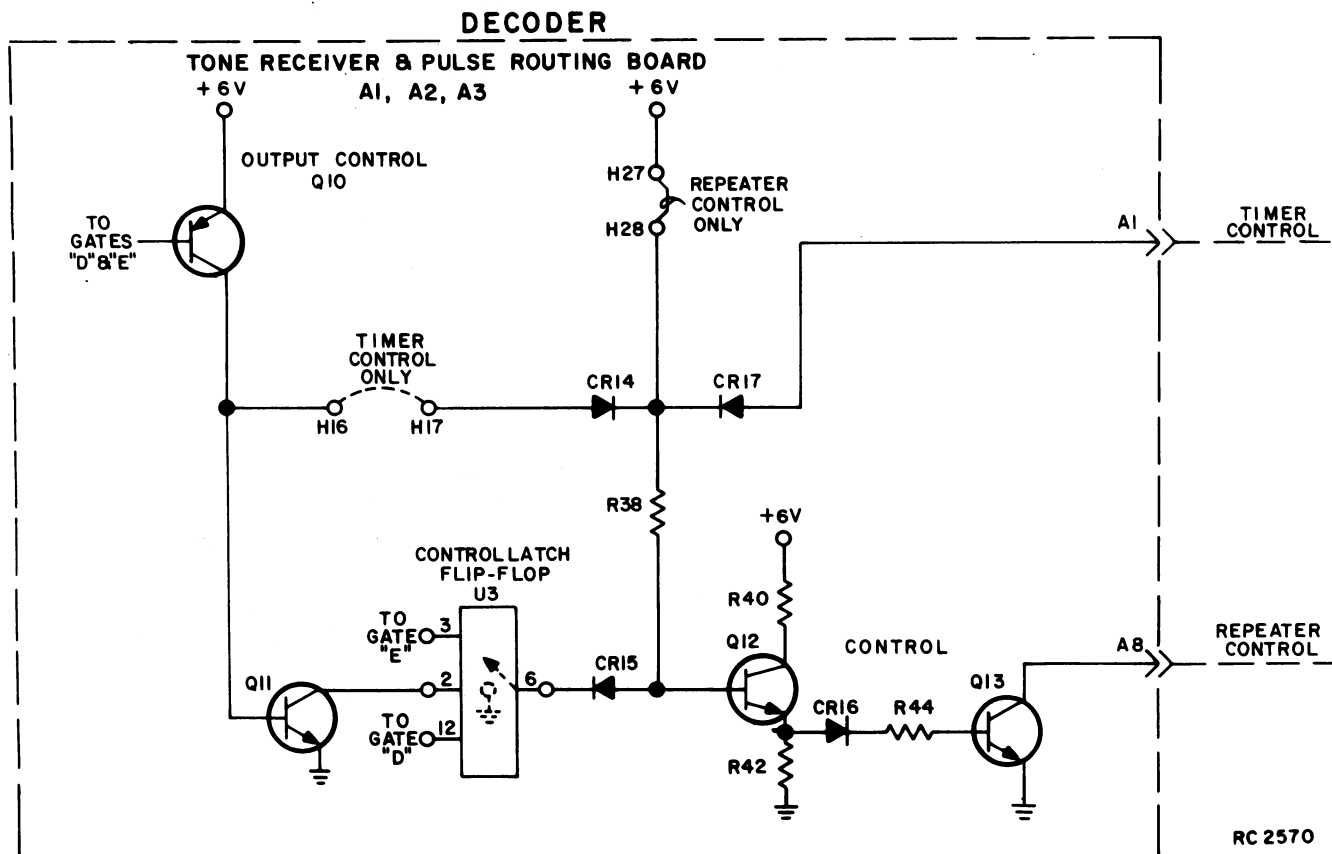 DECODER
TONE RECEIVER & PULSE ROUTING BOARD
A1, A2, A3
+6V
+6V
OUTPUT CONTROL
Q10
TO
GATES
"D"&"E"
H27
H28
REPEATER
CONTROL
ONLY
A1
TIMER
CONTROL
TIMER
CONTROL
ONLY
H16
H17
CR14
CR17
R38
+6V
R40
CONTROL LATCH
FLIP-FLOP
U3
TO
GATE
"E"
3
2
6
12
TO
GATE
"D"
Q11
CR15
Q12
CONTROL
CR16
R44
Q13
R42
A8
REPEATER
CONTROL
RC 2570